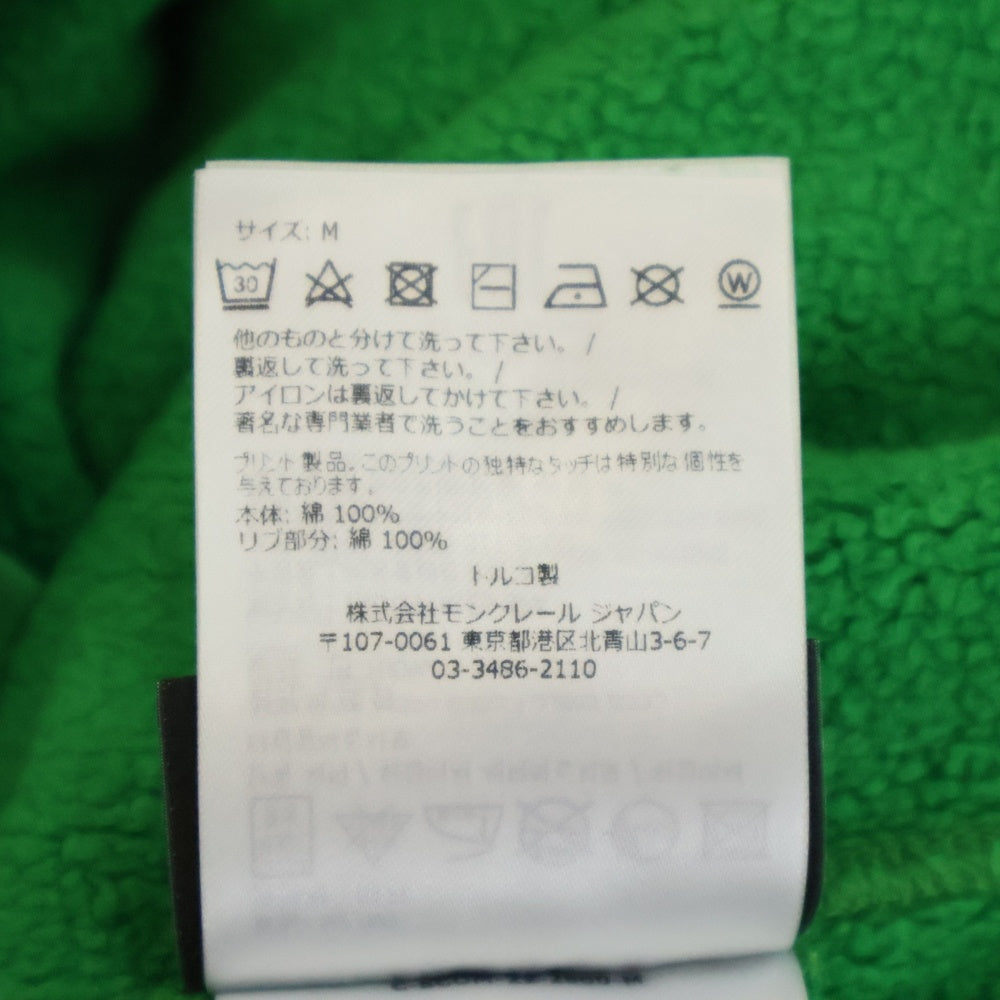 サイズ: M
30
W
他のものと分けて洗って下さい。 /
裏返して洗って下さい。 /
アイロンは裏返してかけて下さい。 /
著名な専門業者で洗うことをおすすめします。
プリント製品。このプリントの独特なタッチは特別な個性を
与えております。
本体: 綿 100%
リブ部分: 綿 100%
トルコ製
株式会社モンクレール ジャパン
〒107-0061 東京都港区北青山3-6-7
03-3486-2110